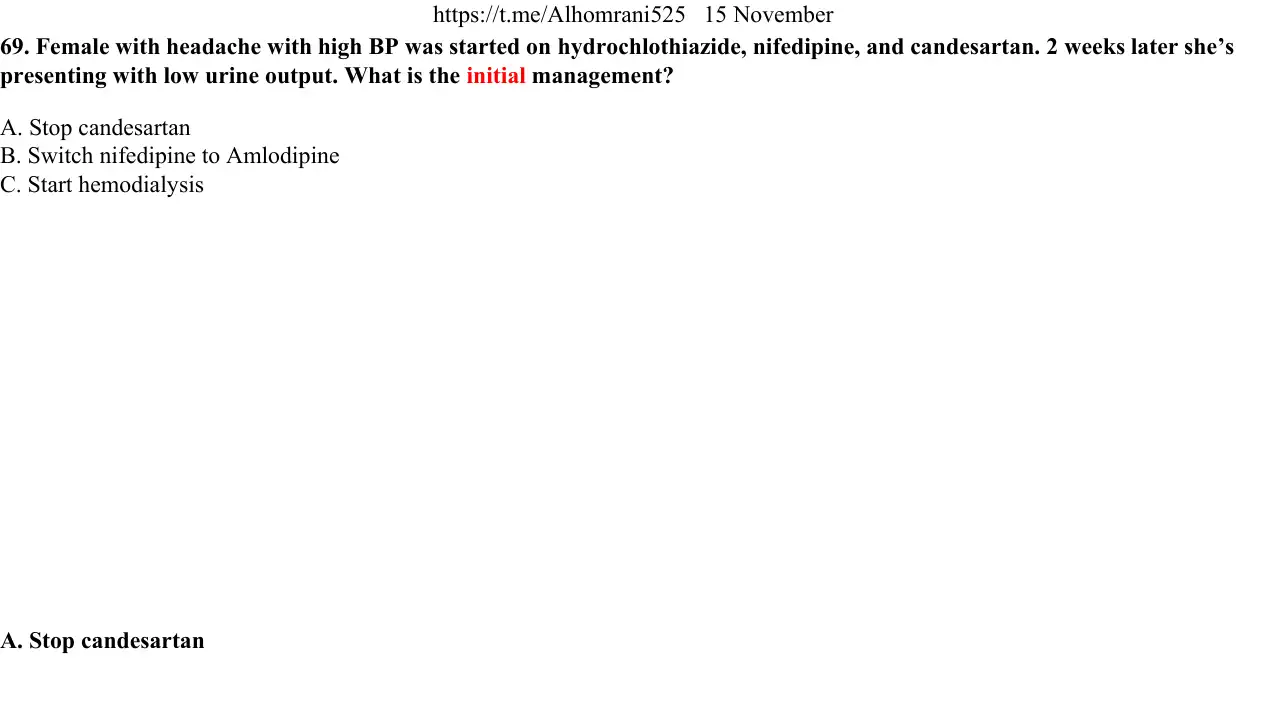 https://t.me/Alhomrani525 15 November
69. Female with headache with high BP was started on hydrochlothiazide, nifedipine, and candesartan. 2 weeks later she’s
presenting with low urine output. What is the initial management?
A. Stop candesartan
B. Switch nifedipine to Amlodipine
C. Start hemodialysis
A. Stop candesartan